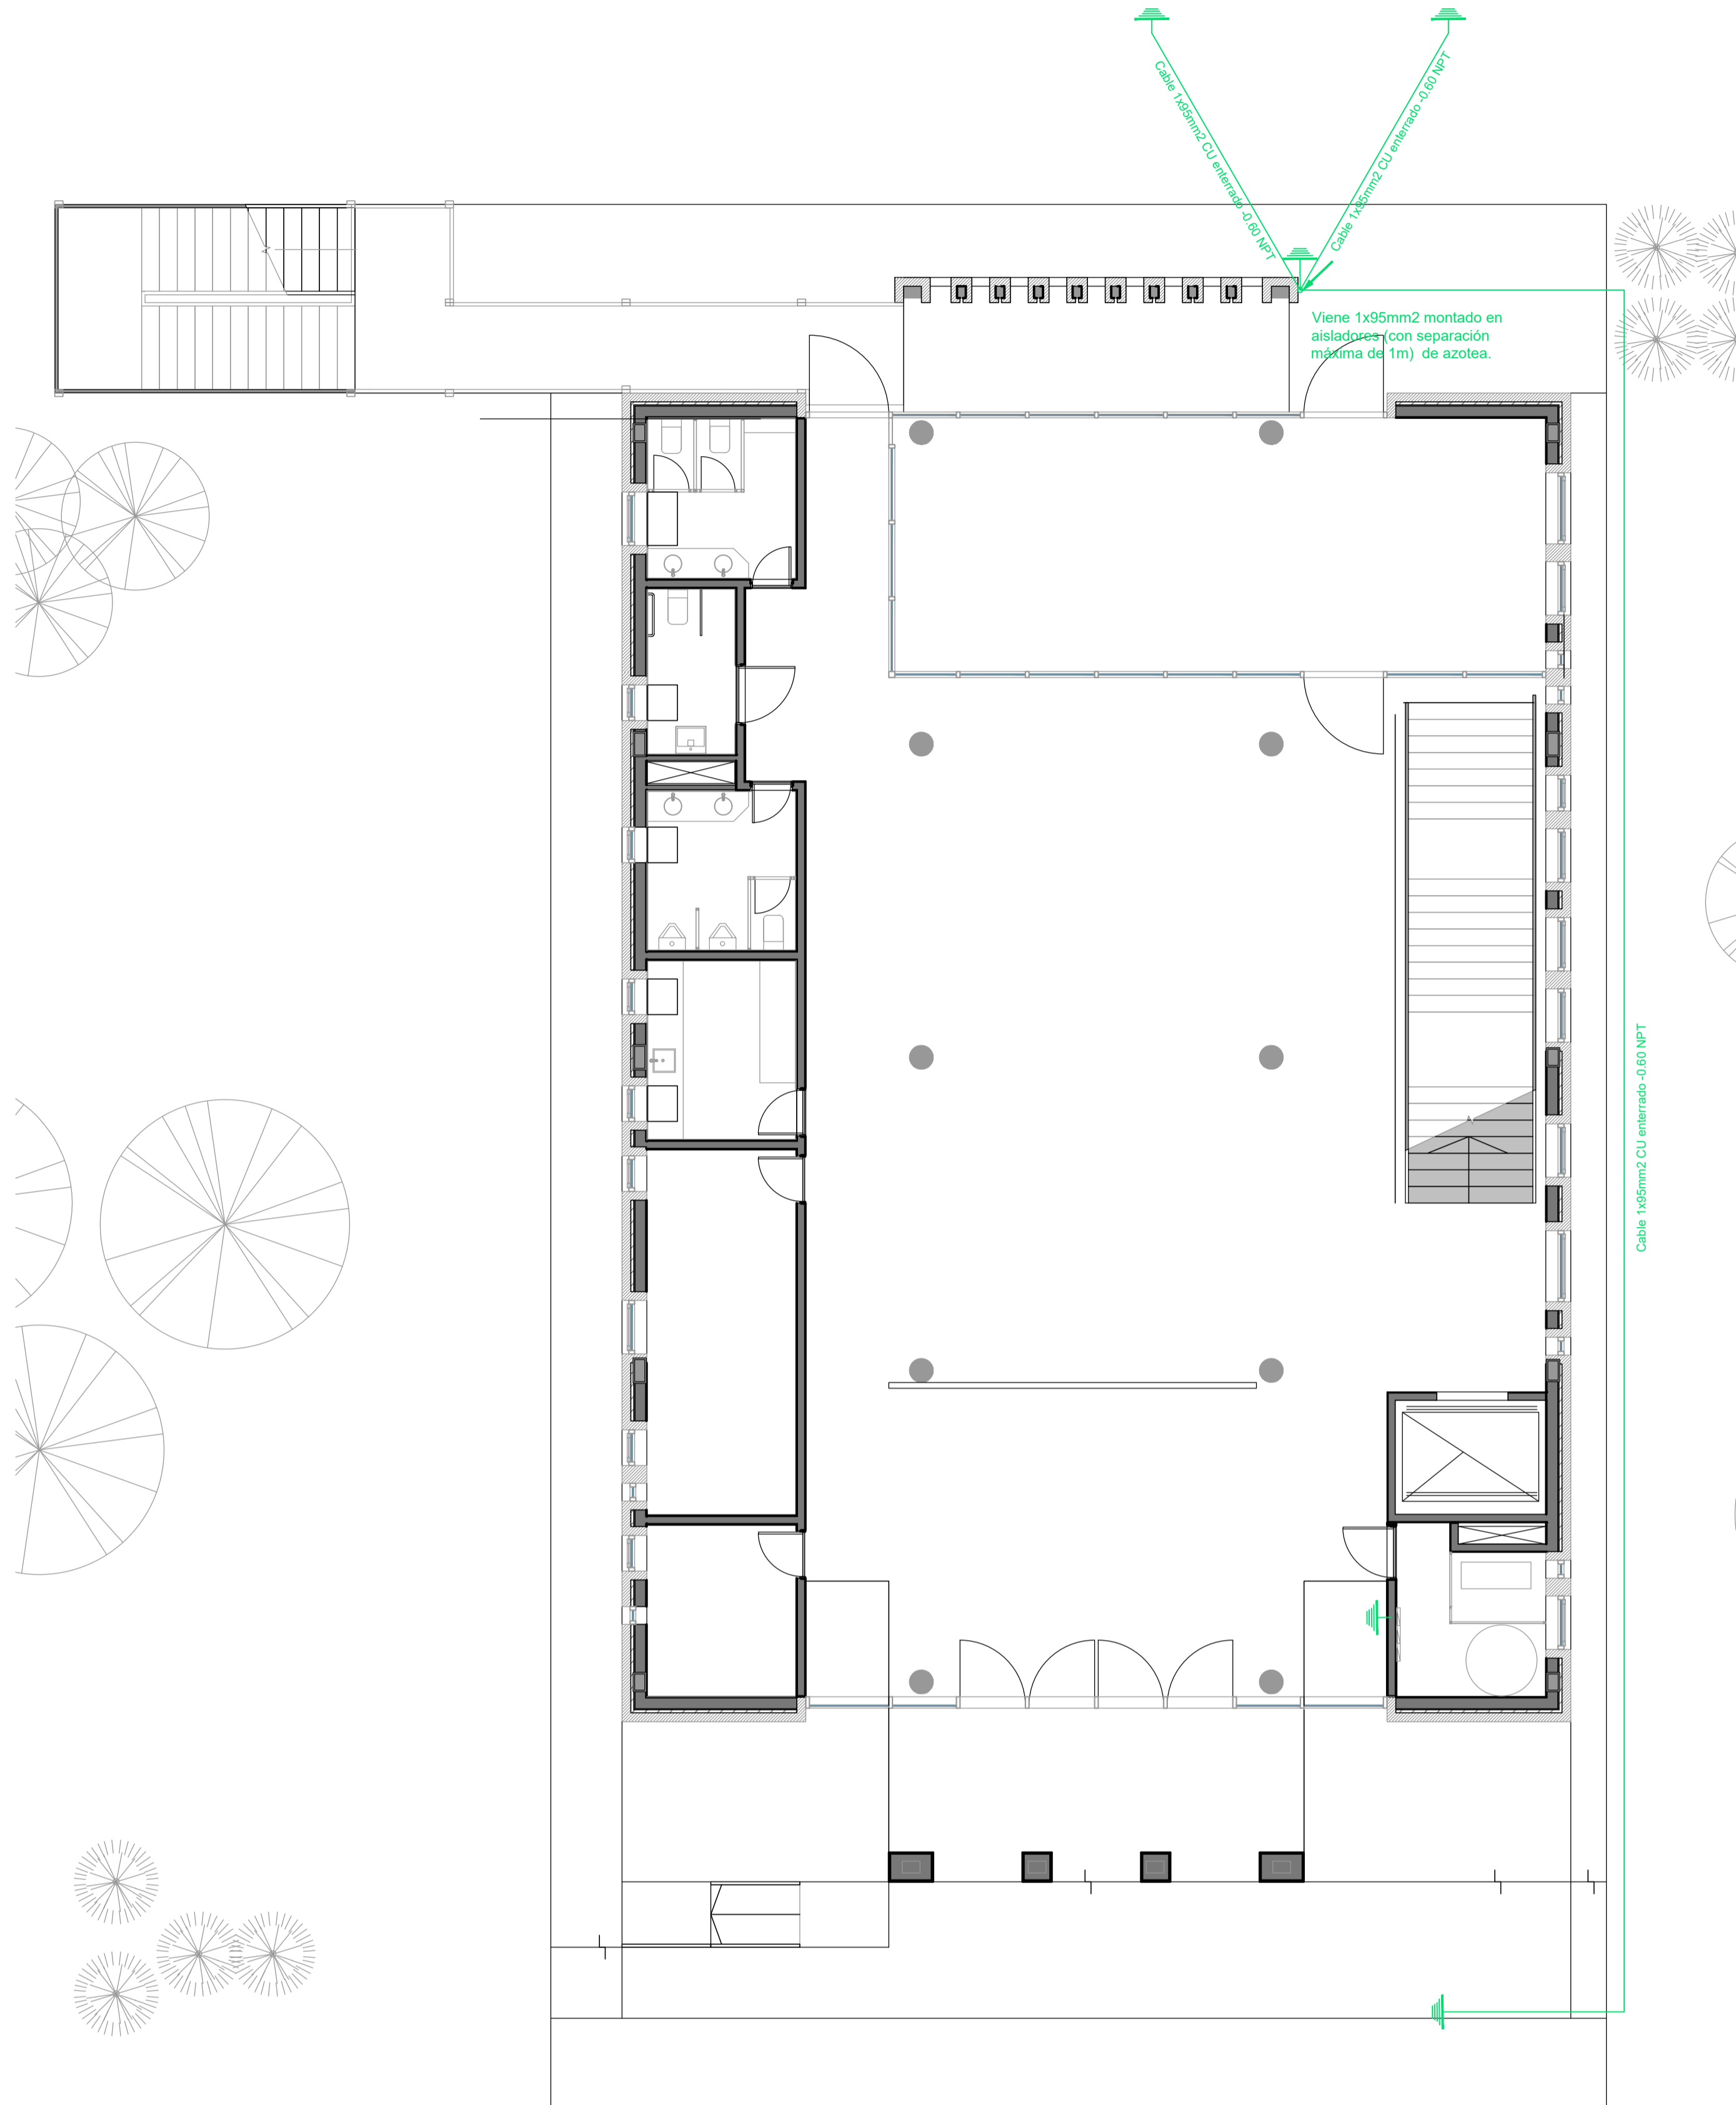 Cable 1x95mm2 CU enterrado -0.60 NPT
Cable 1x95mm2 CU enterrado -0.60 NPT
Viene 1x95mm2 montado en
aisladores (con separación
máxima de 1m)  de azotea.
Cable 1x95mm2 CU enterrado -0.60 NPT